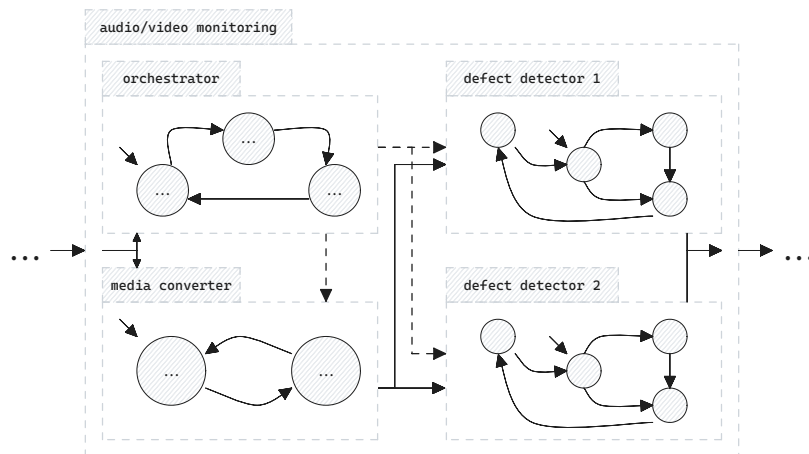 audio/video monitoring
orchestrator
defect detector 1
...
...
...
...
...
media converter
defect detector 2
...
...